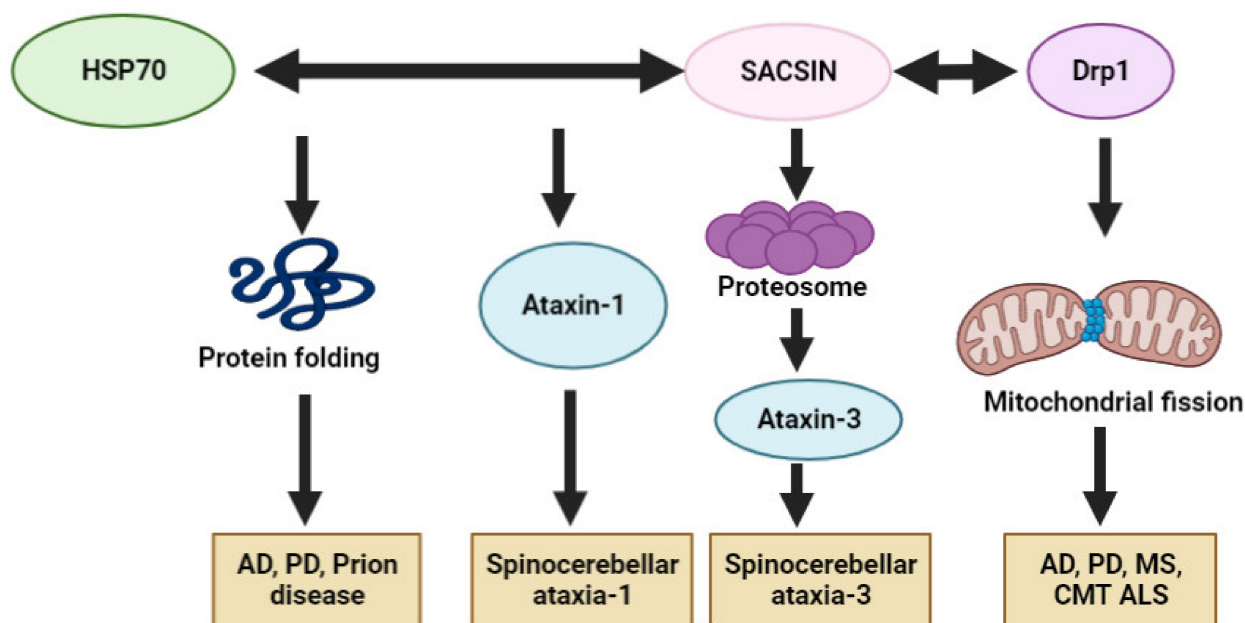 HSP70
SACSIN
Drp1
Proteosome
Ataxin-1
Protein folding
Ataxin-3
Mitochondrial fission
AD, PD, Prion
disease
Spinocerebellar
ataxia-1
Spinocerebellar
ataxia-3
AD, PD, MS,
CMT ALS